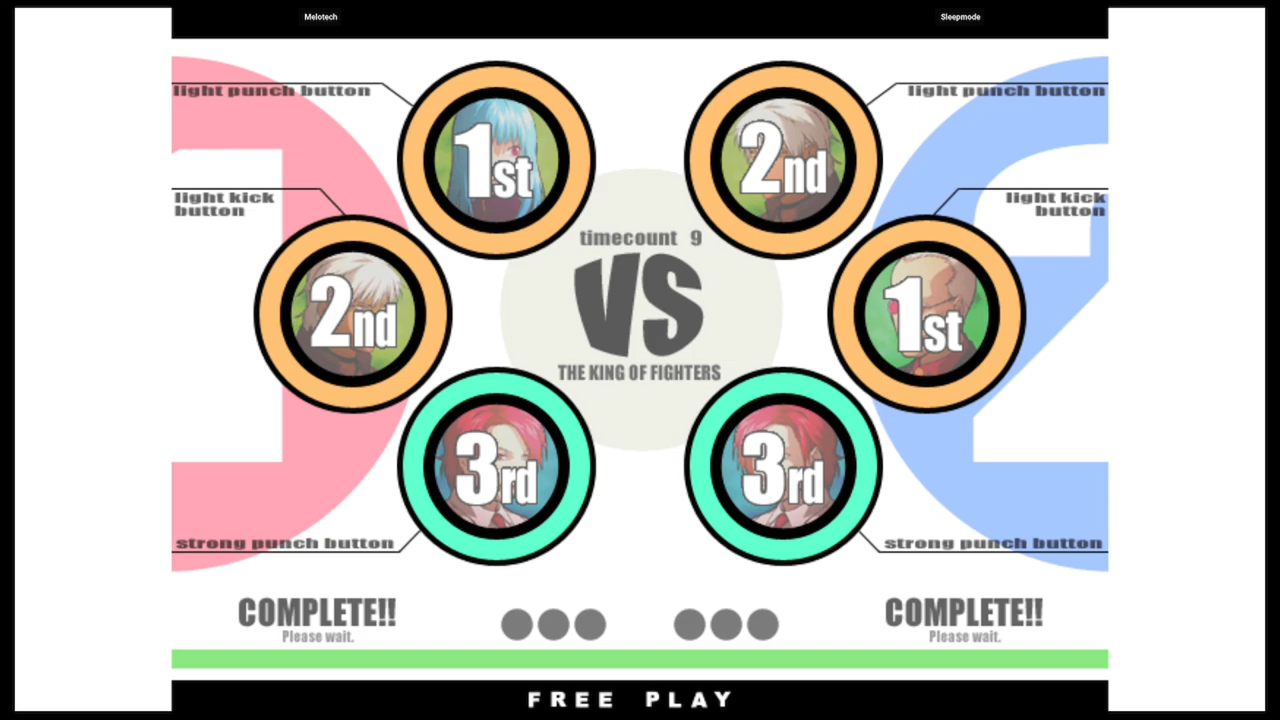 Melotech
Sleepmode
light punch button
light punch button
1st
2nd
light kick
button
light kick
button
timecount 9
VS
THE KING OF FIGHTERS
2nd
1st
3rd
3rd
strong punch button
strong punch button
COMPLETE!!
Please wait.
COMPLETE!!
Please wait.
FREE PLAY
1
2